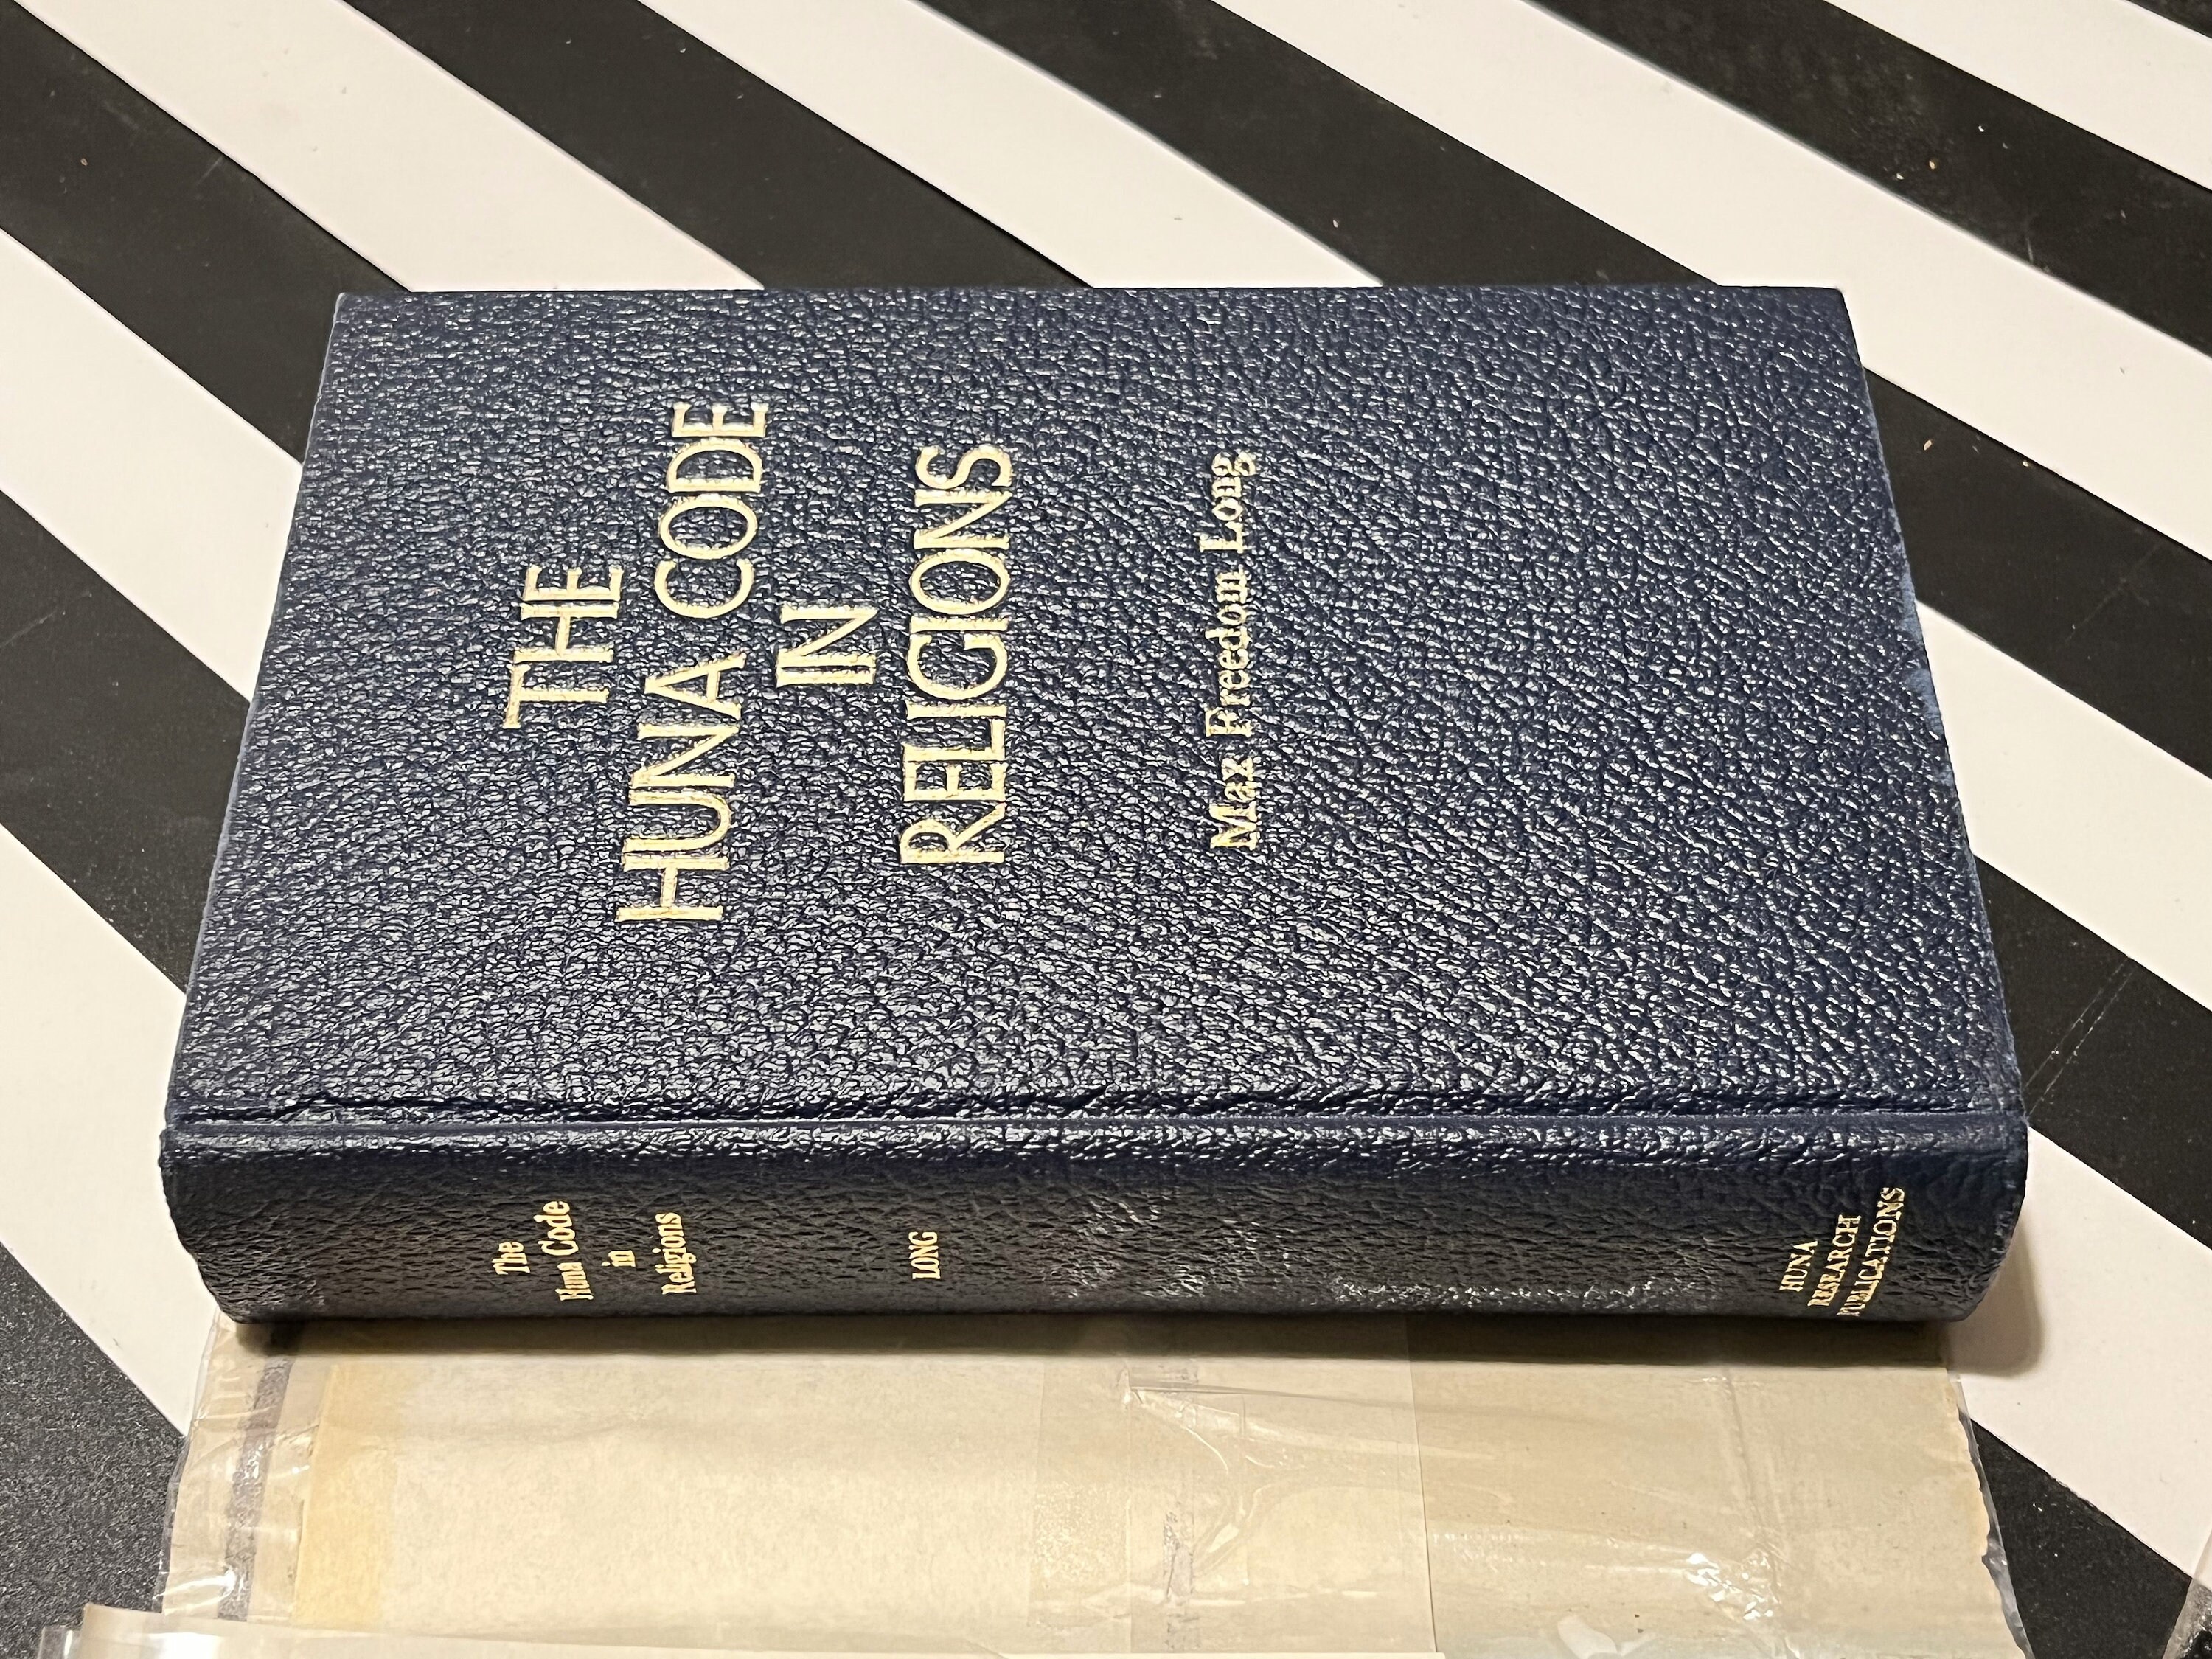 THE
HUNA CODE
IN
RELIGIONS
Max Freedom Long
The
Huna Code
in
Religions
LONG
HUNA
RESEARCH
PUBLICATIONS